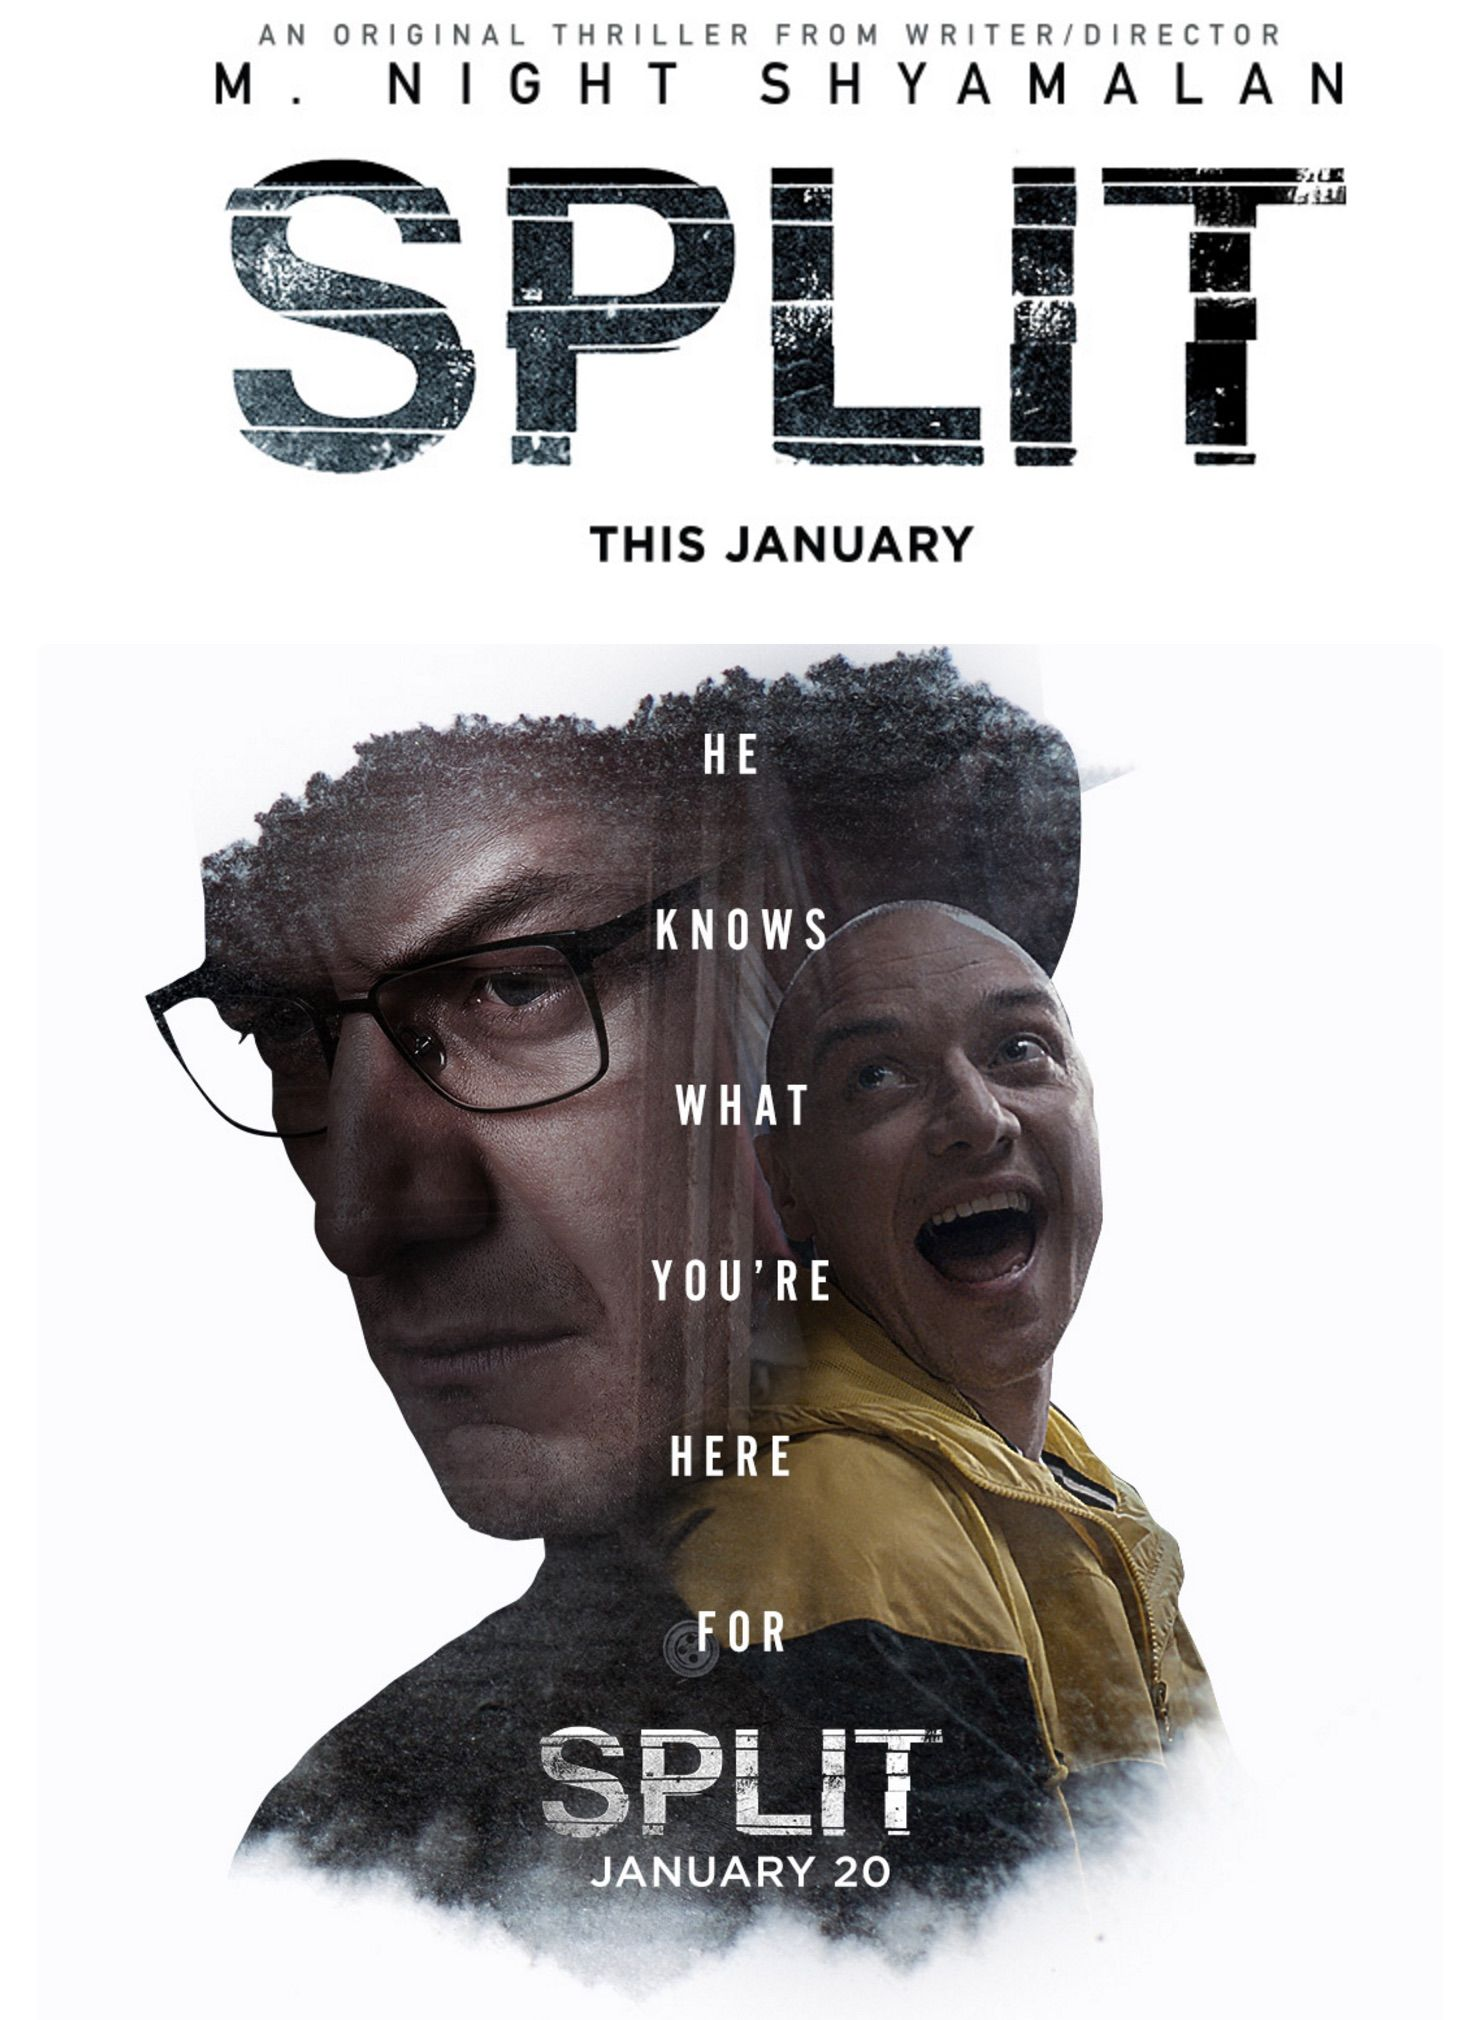 AN ORIGINAL THRILLER FROM WRITER/DIRECTOR
M. NIGHT SHYAMALAN
SPLIT
THIS JANUARY
HE
KNOWS
WHAT
YOU'RE
HERE
FOR
SPLIT
JANUARY 20